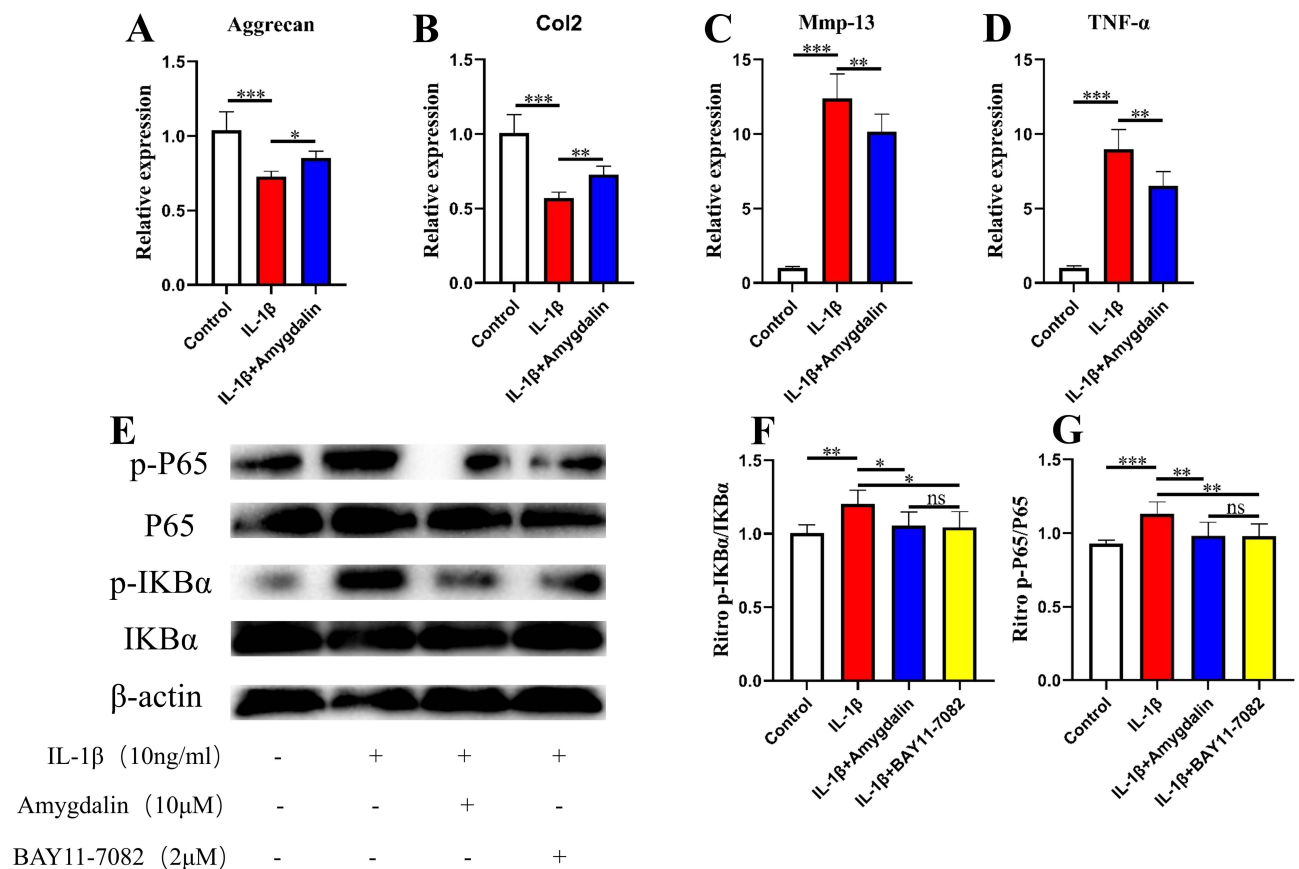 A
Aggrecan
***
*
1.5
1.0
0.5
0.0
Relative expression
Control
IL-1β
IL-1β+Amygdalin
B
Col2
***
**
1.5
1.0
0.5
0.0
Relative expression
Control
IL-1β
IL-1β+Amygdalin
C
Mmp-13
***
**
15
10
5
0
Relative expression
Control
IL-1β
IL-1β+Amygdalin
D
TNF-α
***
**
15
10
5
0
Relative expression
Control
IL-1β
IL-1β+Amygdalin
E
p-P65
P65
p-IKBα
IKBα
β-actin
IL-1β（10ng/ml） - + + +
Amygdalin（10μM） - - + -
BAY11-7082（2μM） - - - +
F
**
*
*
ns
1.5
1.0
0.5
0.0
Ritro p-IKBα/IKBα
Control
IL-1β
IL-1β+Amygdalin
IL-1β+BAY11-7082
G
***
**
**
ns
1.5
1.0
0.5
0.0
Ritro p-P65/P65
Control
IL-1β
IL-1β+Amygdalin
IL-1β+BAY11-7082